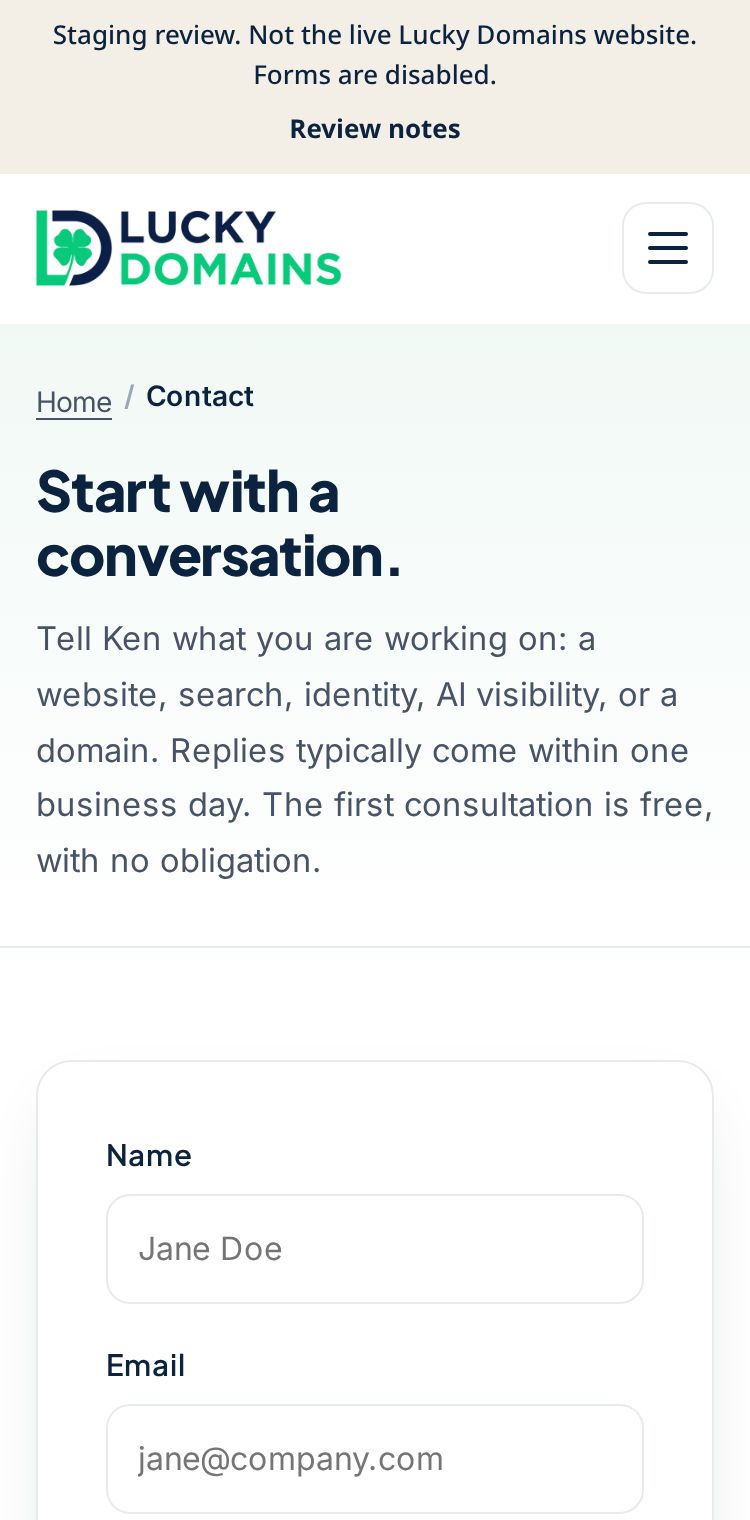 Staging review. Not the live Lucky Domains website.
Forms are disabled.
Review notes
LUCKY
DOMAINS
Home / Contact
Start with a
conversation.
Tell Ken what you are working on: a
website, search, identity, AI visibility, or a
domain. Replies typically come within one
business day. The first consultation is free,
with no obligation.
Name
Jane Doe
Email
jane@company.com